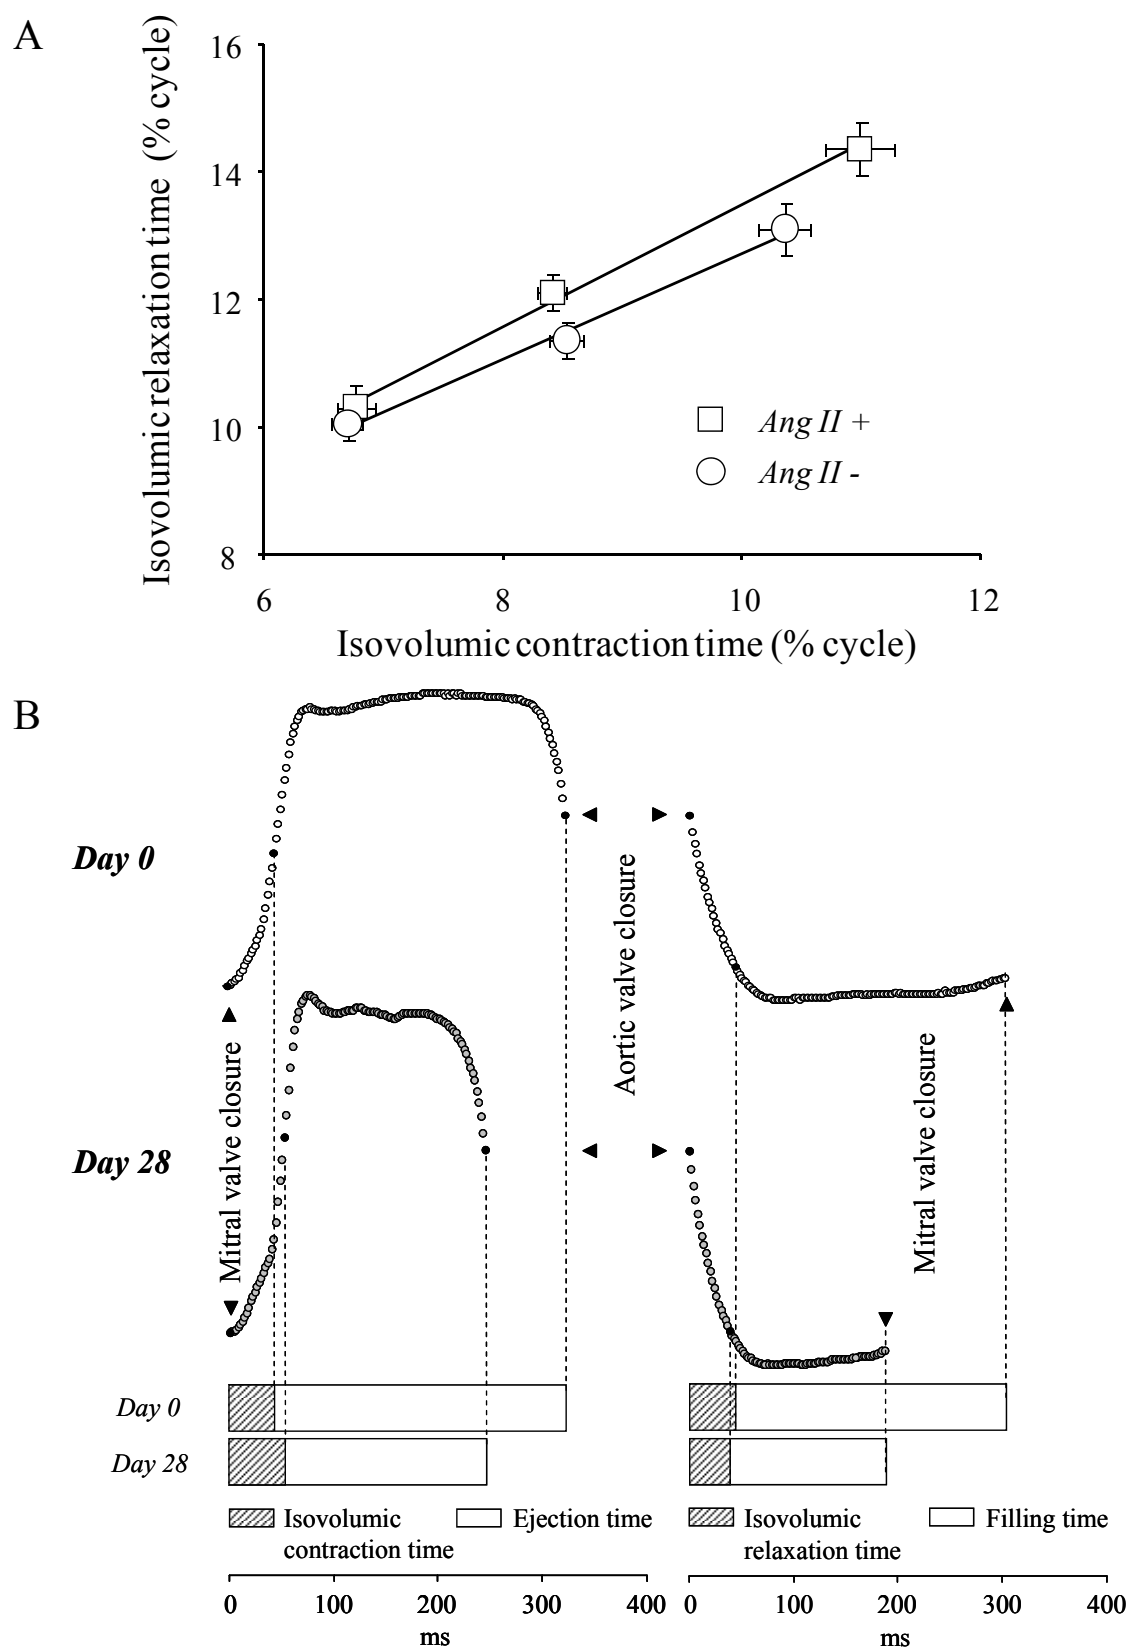 A
Isovolumic relaxation time (% cycle)
16
14
12
10
8
6 8 10 12
Isovolumic contraction time (% cycle)
Ang II +
Ang II -
B
Day 0
Day 28
Mitral valve closure
Aortic valve closure
Mitral valve closure
Day 0
Day 28
Isovolumic
contraction time
Ejection time
Isovolumic
relaxation time
Filling time
0 100 200 300 400
ms
0 100 200 300 400
ms